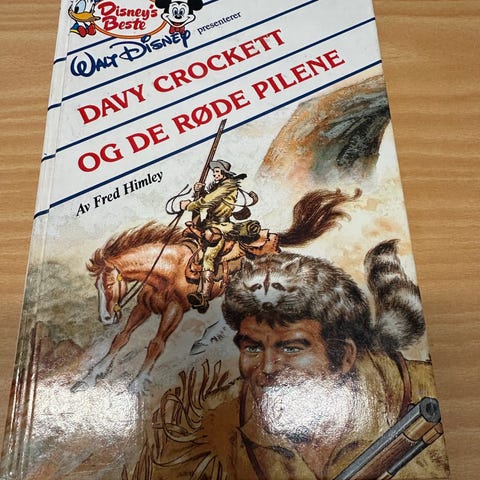 Disney's
Beste
WALT DISNEY presenterer
DAVY CROCKETT
OG DE RØDE PILENE
Av Fred Himley